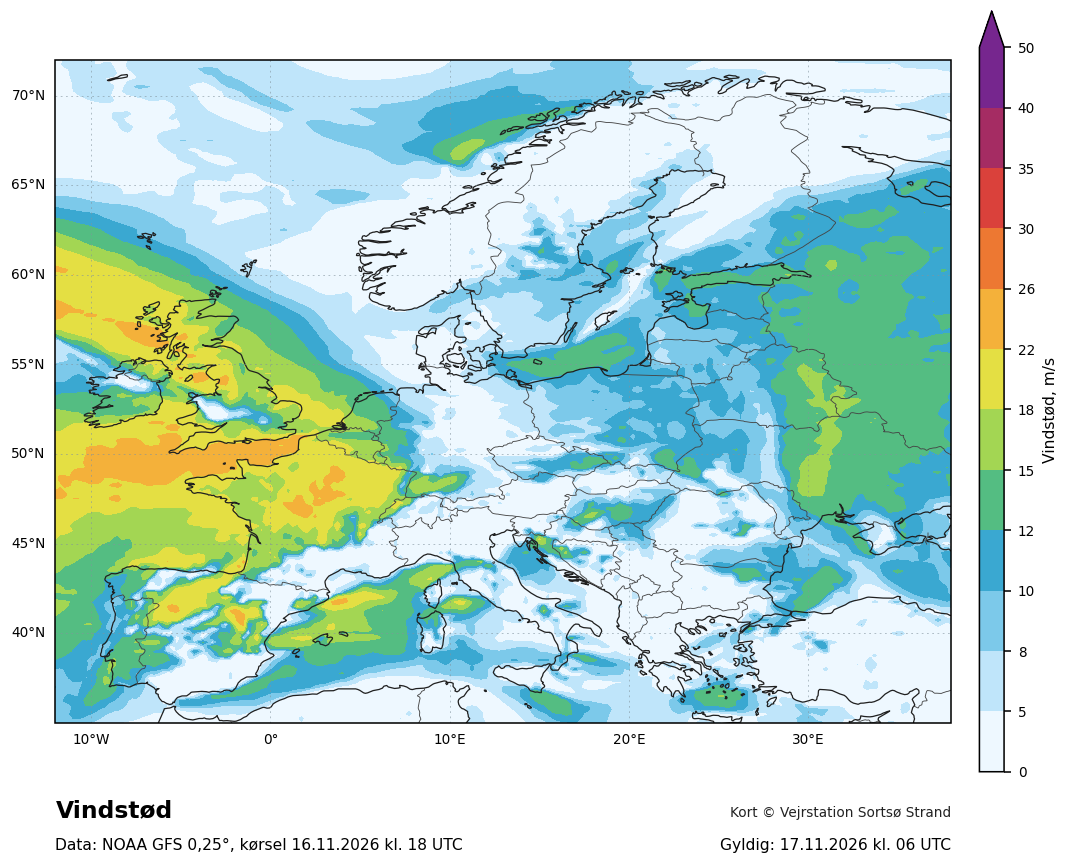 50
40
35
30
26
22
18
15
12
10
8
5
0
Vindstød, m/s
70°N
65°N
60°N
55°N
50°N
45°N
40°N
10°W
0°
10°E
20°E
30°E
Vindstød
Kort © Vejrstation Sortsø Strand
Data: NOAA GFS 0,25°, kørsel 16.11.2026 kl. 18 UTC
Gyldig: 17.11.2026 kl. 06 UTC